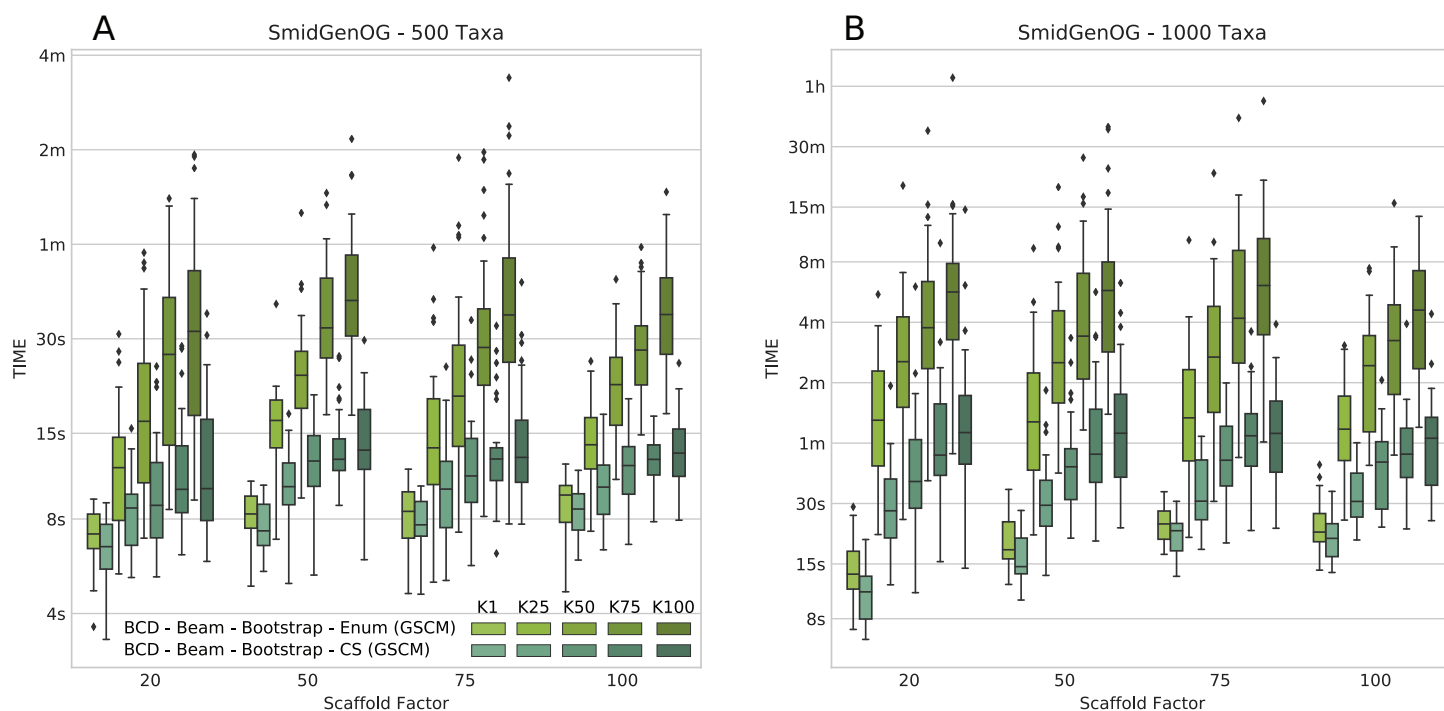 A
SmidGenOG - 500 Taxa
4m
2m
1m
30s
15s
8s
4s
TIME
K1 K25 K50 K75 K100
BCD - Beam - Bootstrap - Enum (GSCM)
BCD - Beam - Bootstrap - CS (GSCM)
20 50 75 100
Scaffold Factor
B
SmidGenOG - 1000 Taxa
1h
30m
15m
8m
4m
2m
1m
30s
15s
8s
TIME
20 50 75 100
Scaffold Factor